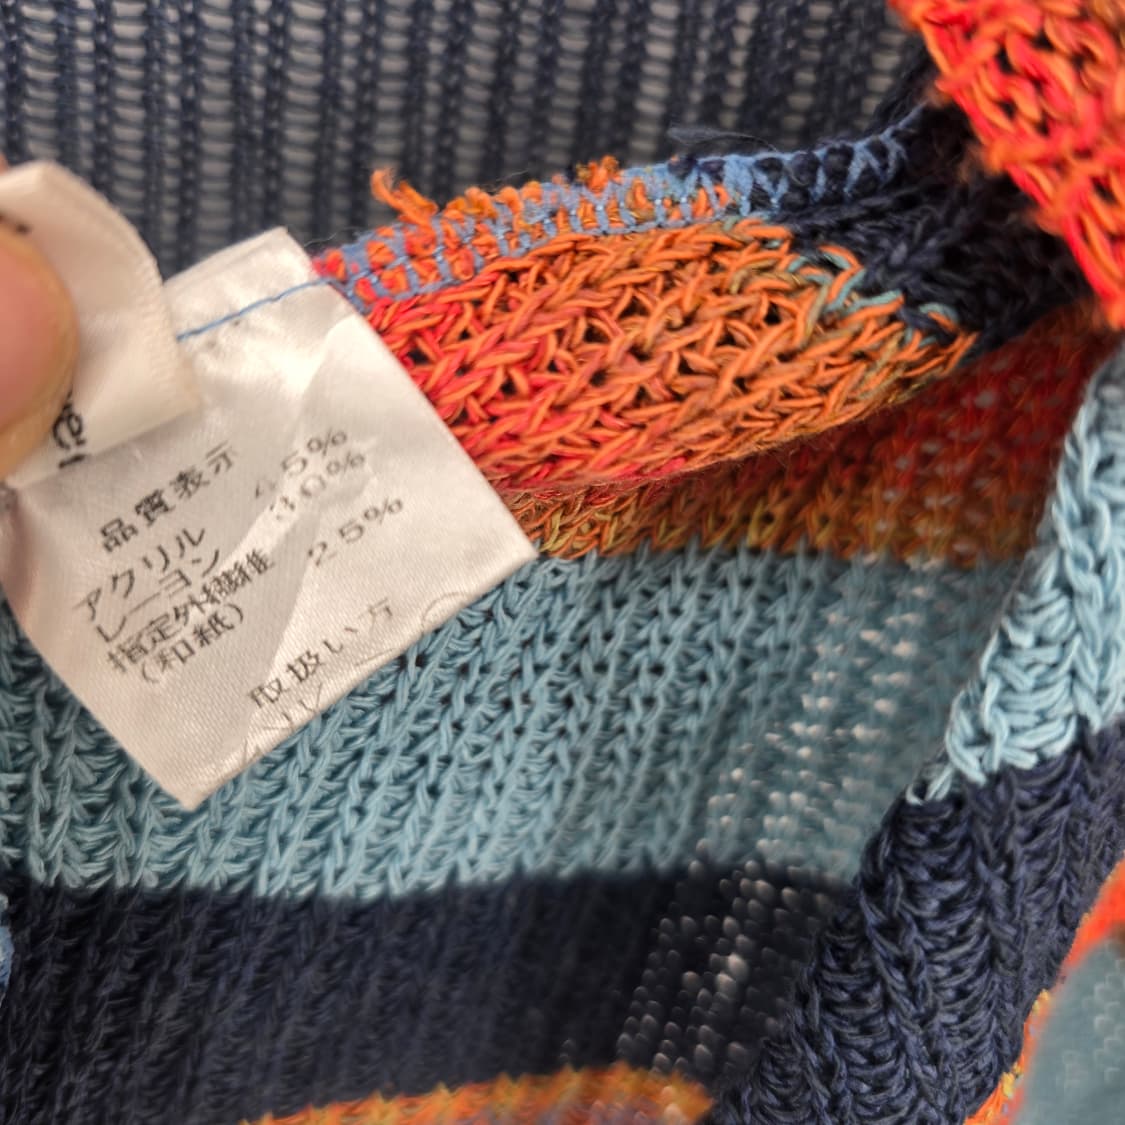 品質表示
アクリル 45%
レーヨン 30%
指定外繊維 25%
(和紙)
取扱い方